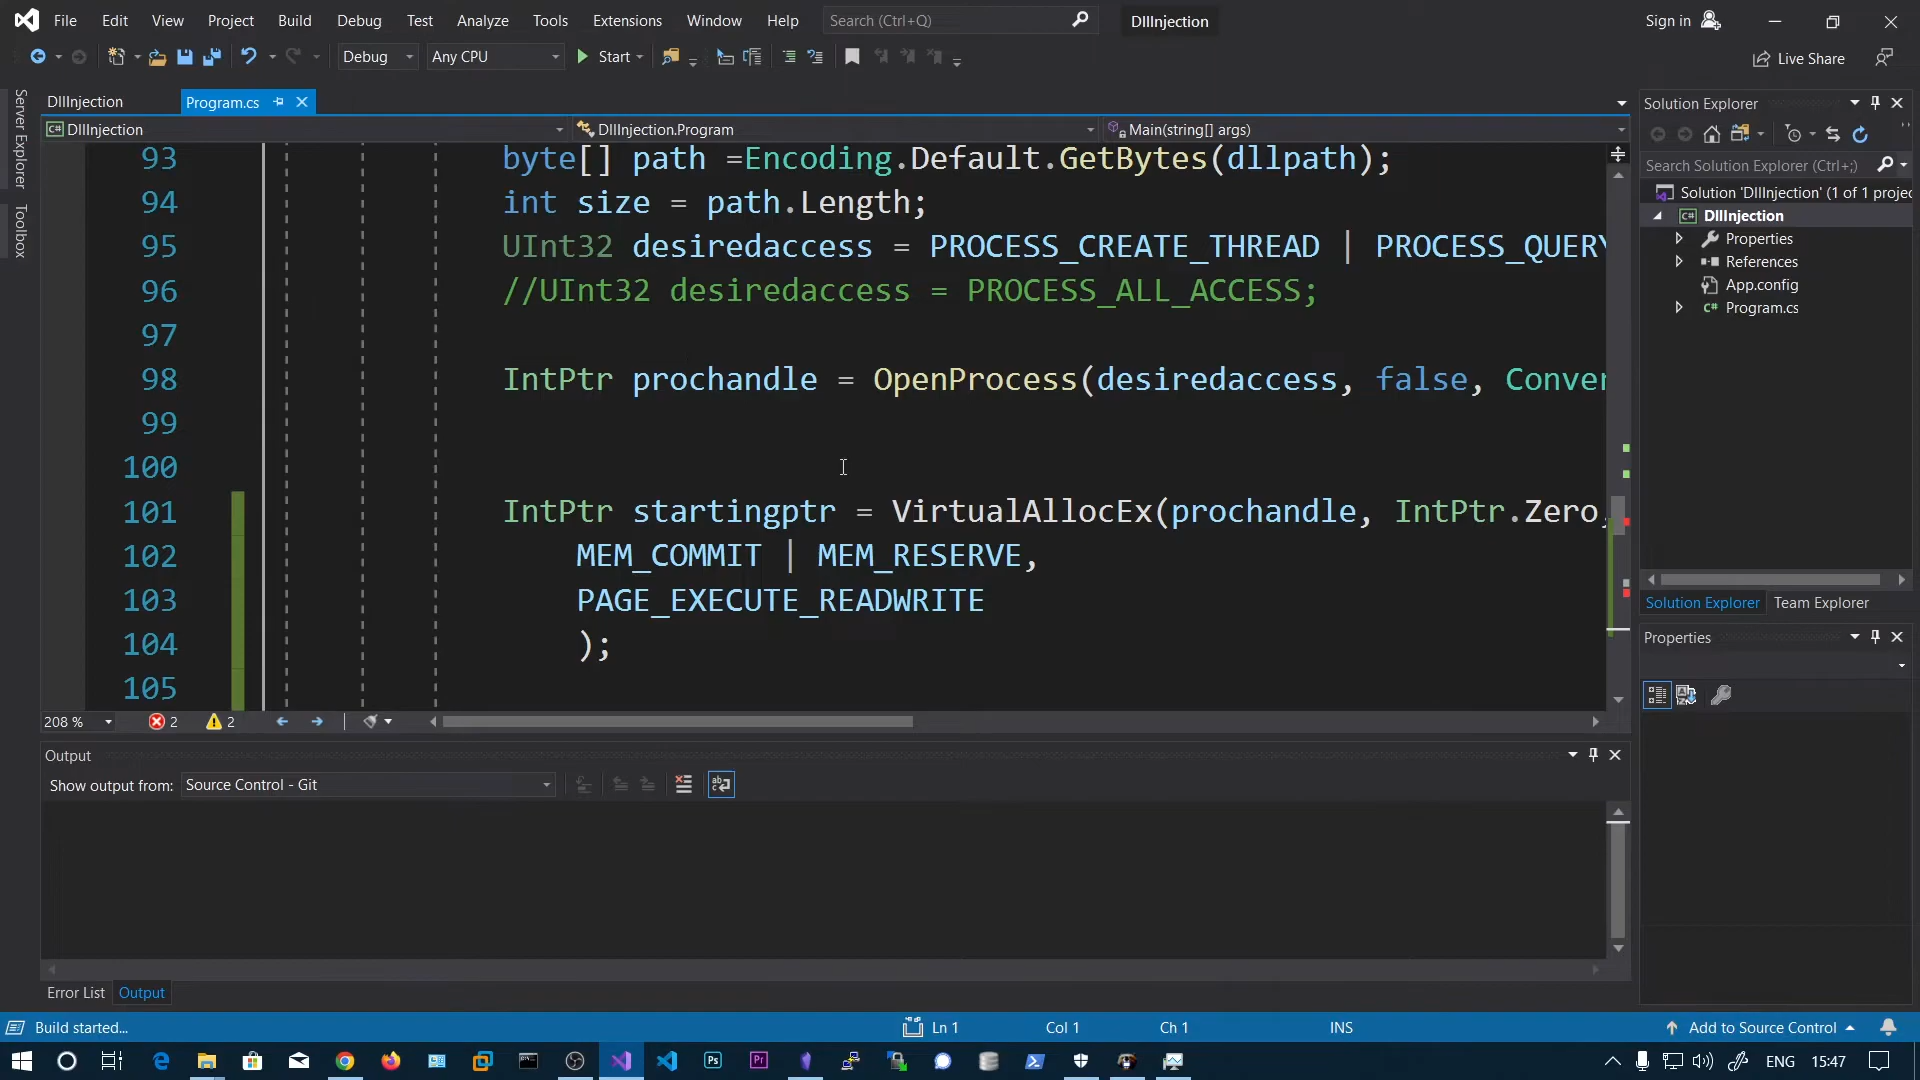 File Edit View Project Build Debug Test Analyze Tools Extensions Window Help Search (Ctrl+Q) DllInjection Sign in
Debug Any CPU Start Live Share
Server Explorer
Toolbox
DllInjection Program.cs
C# DllInjection DllInjection.Program Main(string[] args)
93 byte[] path =Encoding.Default.GetBytes(dllpath);
94 int size = path.Length;
95 UInt32 desiredaccess = PROCESS_CREATE_THREAD | PROCESS_QUERY
96 //UInt32 desiredaccess = PROCESS_ALL_ACCESS;
97
98 IntPtr prochandle = OpenProcess(desiredaccess, false, Conver
99
100
101 IntPtr startingptr = VirtualAllocEx(prochandle, IntPtr.Zero,
102 MEM_COMMIT | MEM_RESERVE,
103 PAGE_EXECUTE_READWRITE
104 );
105
208 % 2 2
Output
Show output from: Source Control - Git
Error List Output
Solution Explorer
Search Solution Explorer (Ctrl+;)
Solution 'DllInjection' (1 of 1 projec
C# DllInjection
Properties
References
App.config
C# Program.cs
Solution Explorer Team Explorer
Properties
Build started... Ln 1 Col 1 Ch 1 INS Add to Source Control
ENG 15:47